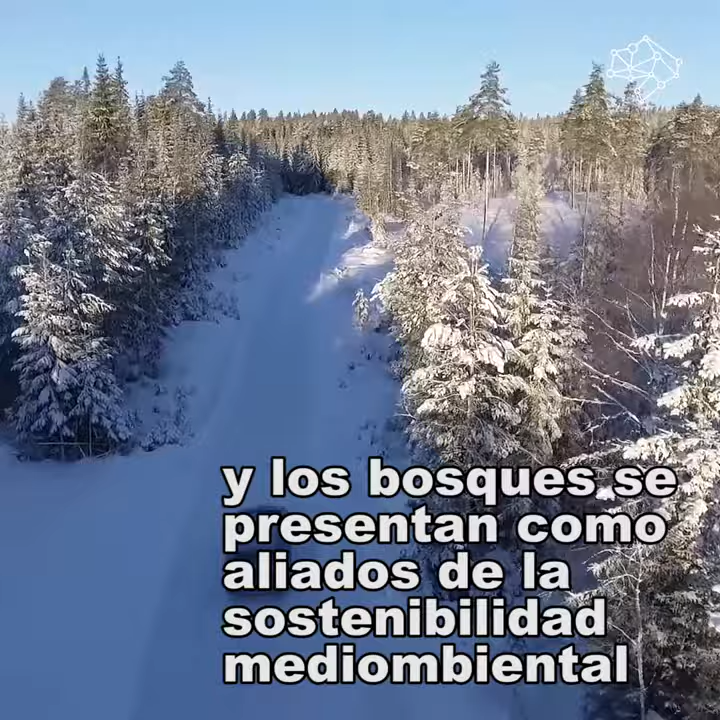 y los bosques se
presentan como
aliados de la
sostenibilidad
mediombiental